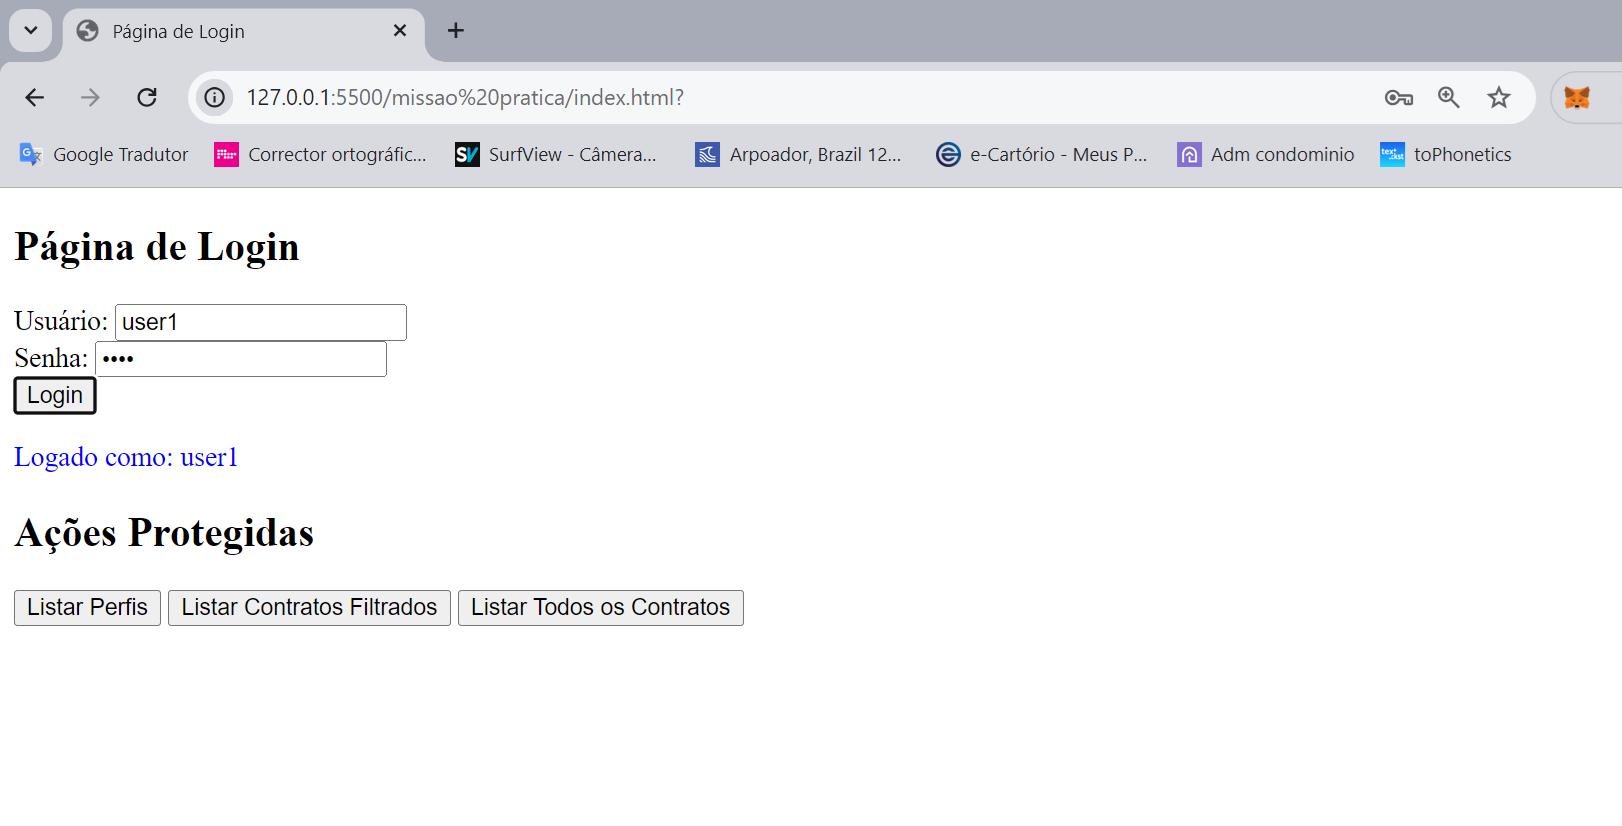 Página de Login
127.0.0.1:5500/missao%20pratica/index.html?
Google Tradutor
Corrector ortográfic...
SV
SurfView - Câmera...
Arpoador, Brazil 12...
e-Cartório - Meus P...
Adm condominio
toPhonetics
Página de Login
Usuário: user1
Senha: ••••
Login
Logado como: user1
Ações Protegidas
Listar Perfis Listar Contratos Filtrados Listar Todos os Contratos